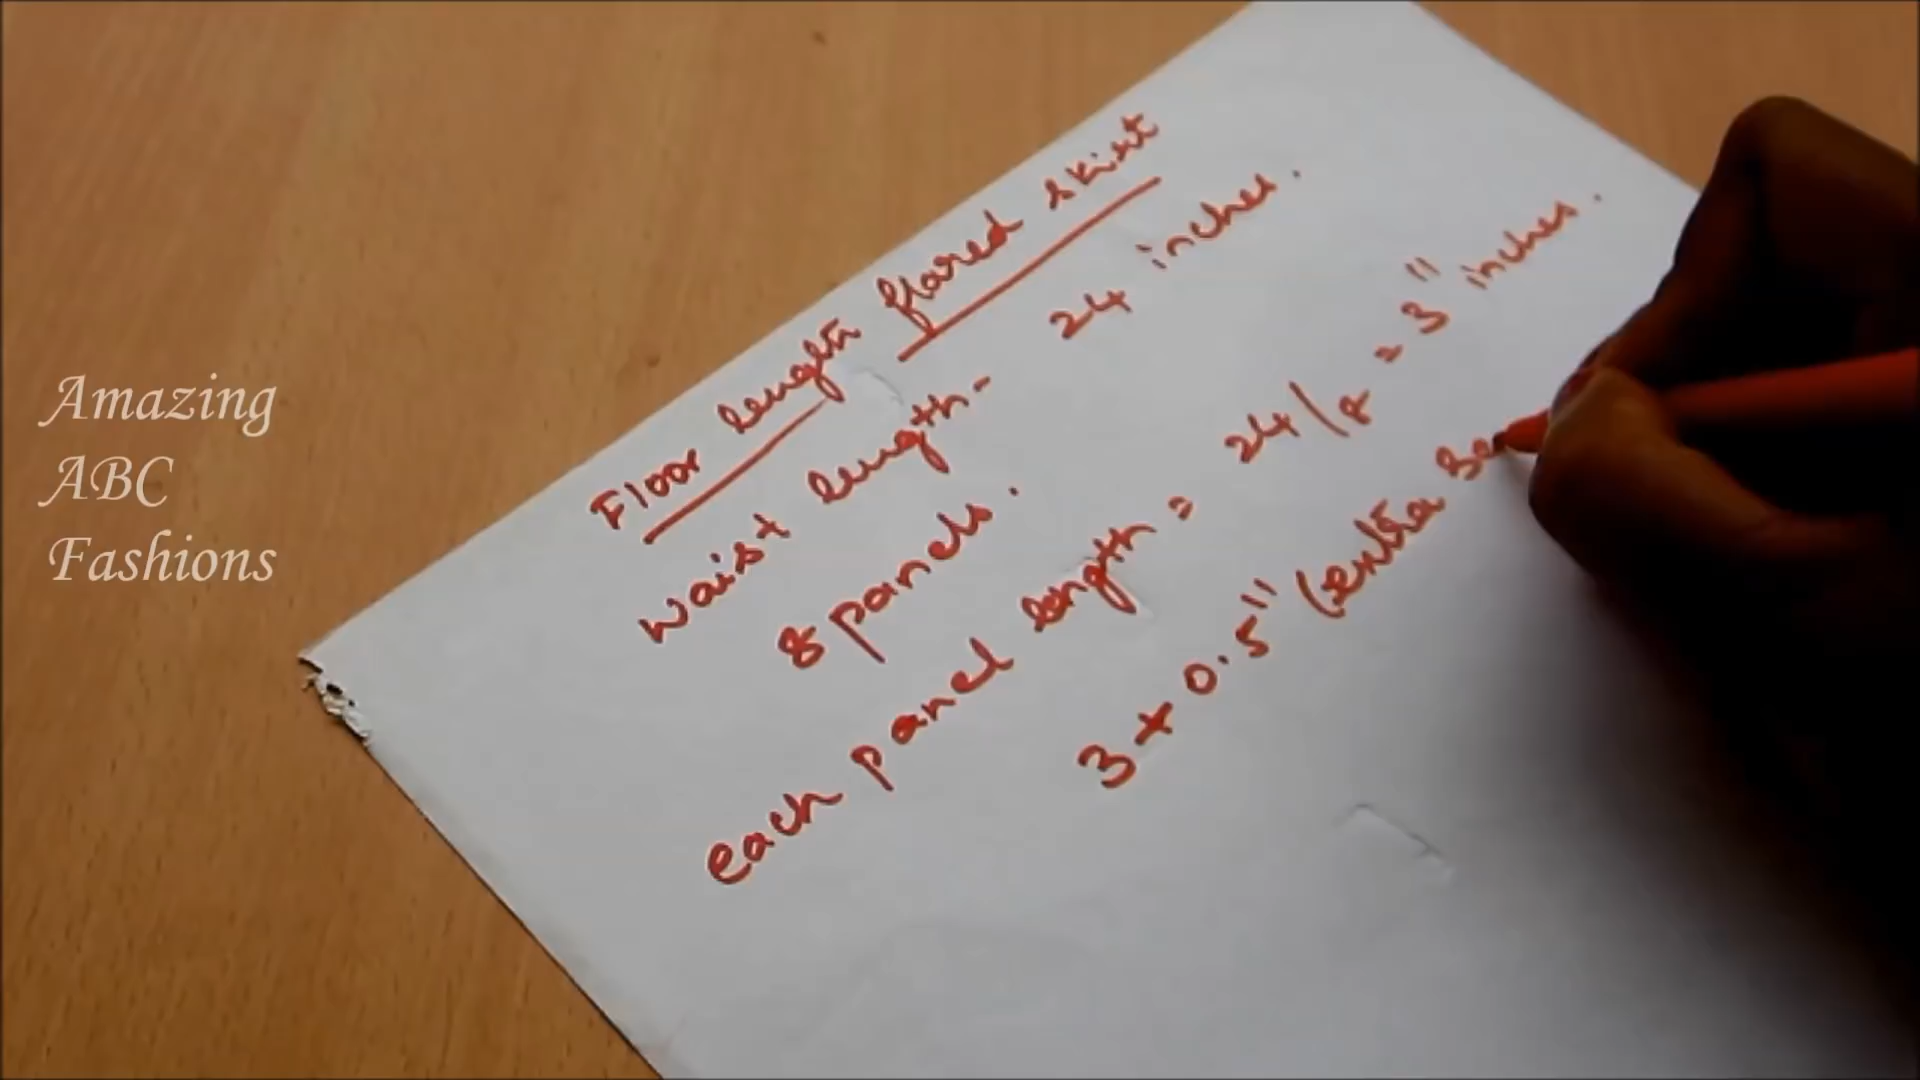 Amazing
ABC
Fashions
Floor length flared skirt
Waist length- 24 inches.
8 panels.
each panel length = 24/8 = 3" inches.
3 + 0.5" (extra